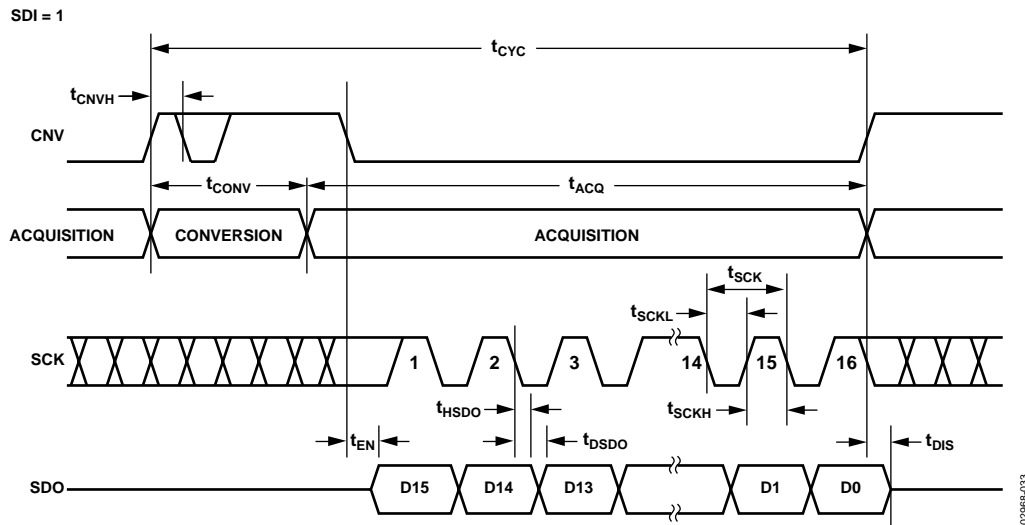 SDI = 1
tCYC
tCNVH
CNV
tCONV
tACQ
ACQUISITION
CONVERSION
ACQUISITION
tSCK
tSCKL
SCK
1
2
3
14
15
16
tHSDO
tSCKH
tEN
tDSDO
tDIS
SDO
D15
D14
D13
D1
D0
02968-033